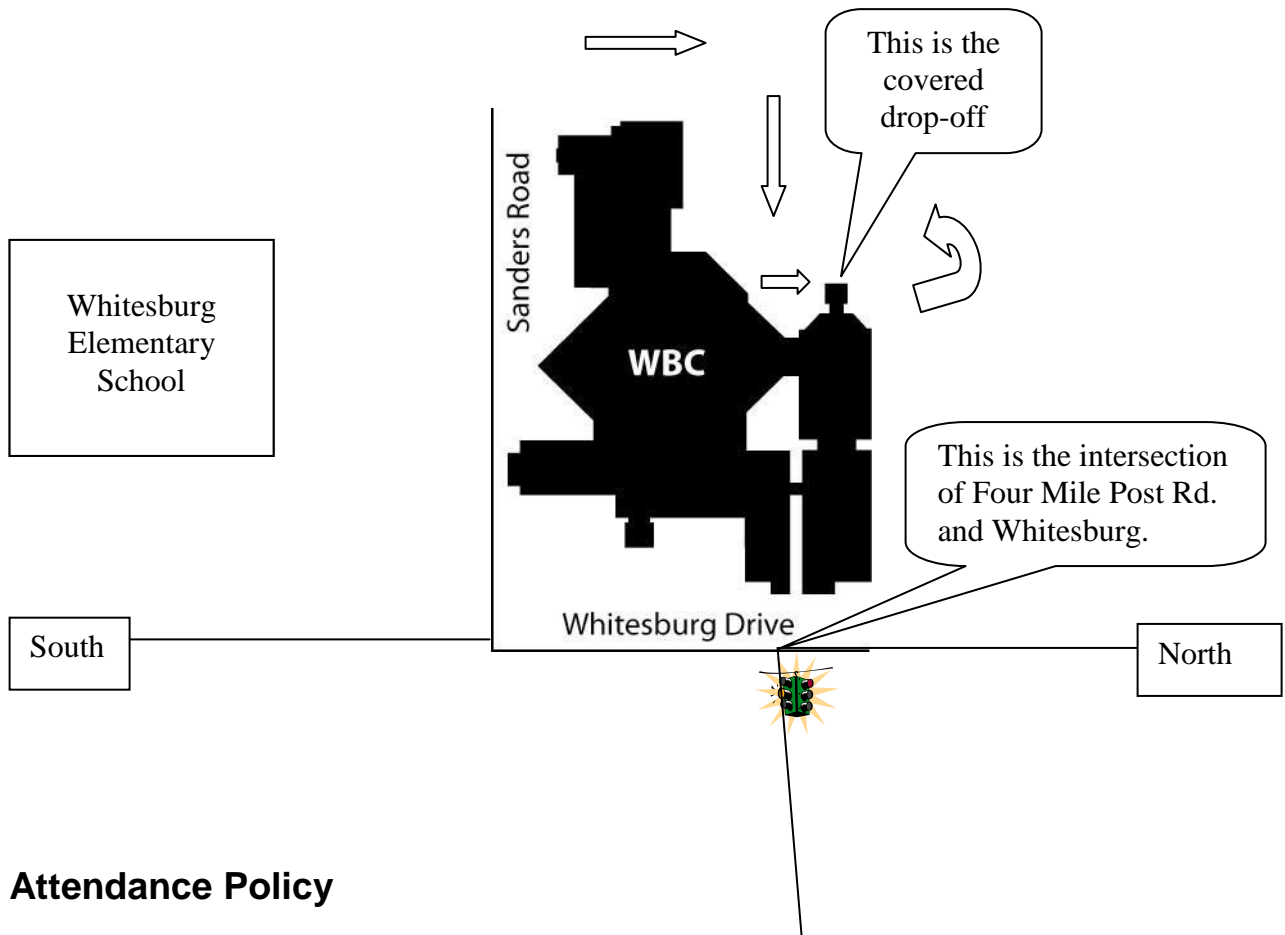 This is the
covered
drop-off
Sanders Road
Whitesburg
Elementary
School
WBC
This is the intersection
of Four Mile Post Rd.
and Whitesburg.
Whitesburg Drive
South
North
Attendance Policy